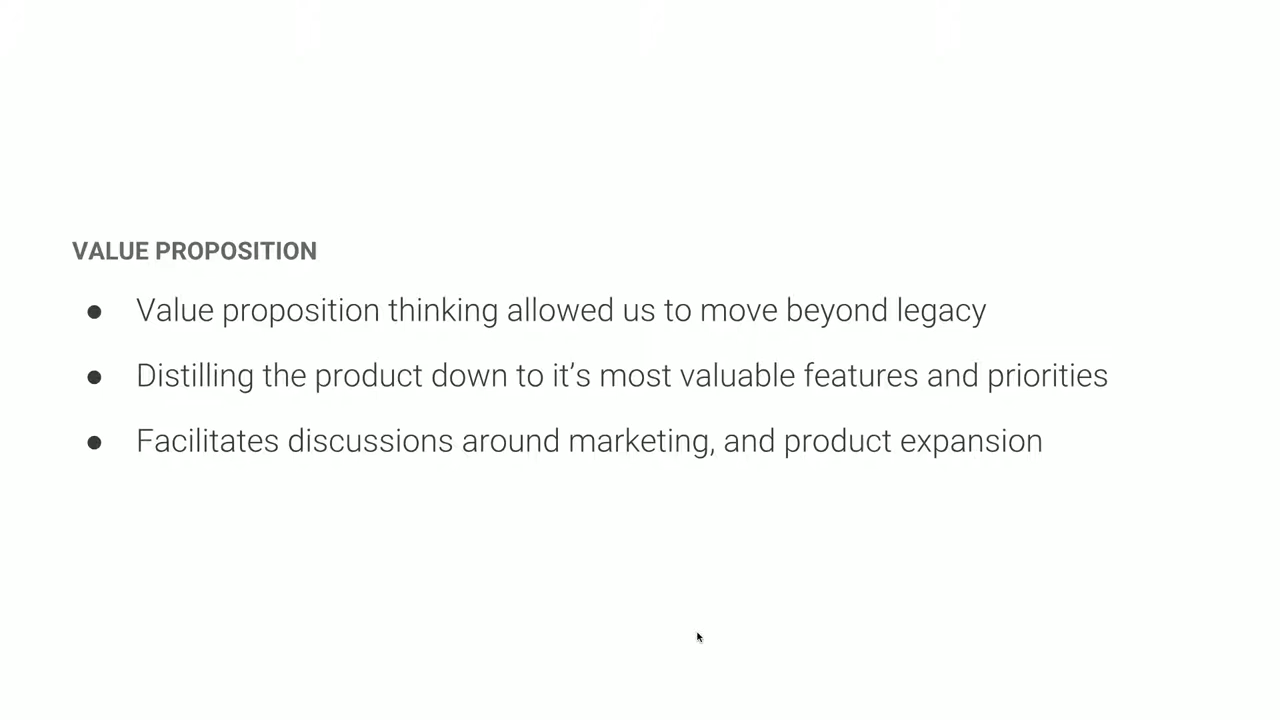 VALUE PROPOSITION
● Value proposition thinking allowed us to move beyond legacy
● Distilling the product down to it’s most valuable features and priorities
● Facilitates discussions around marketing, and product expansion